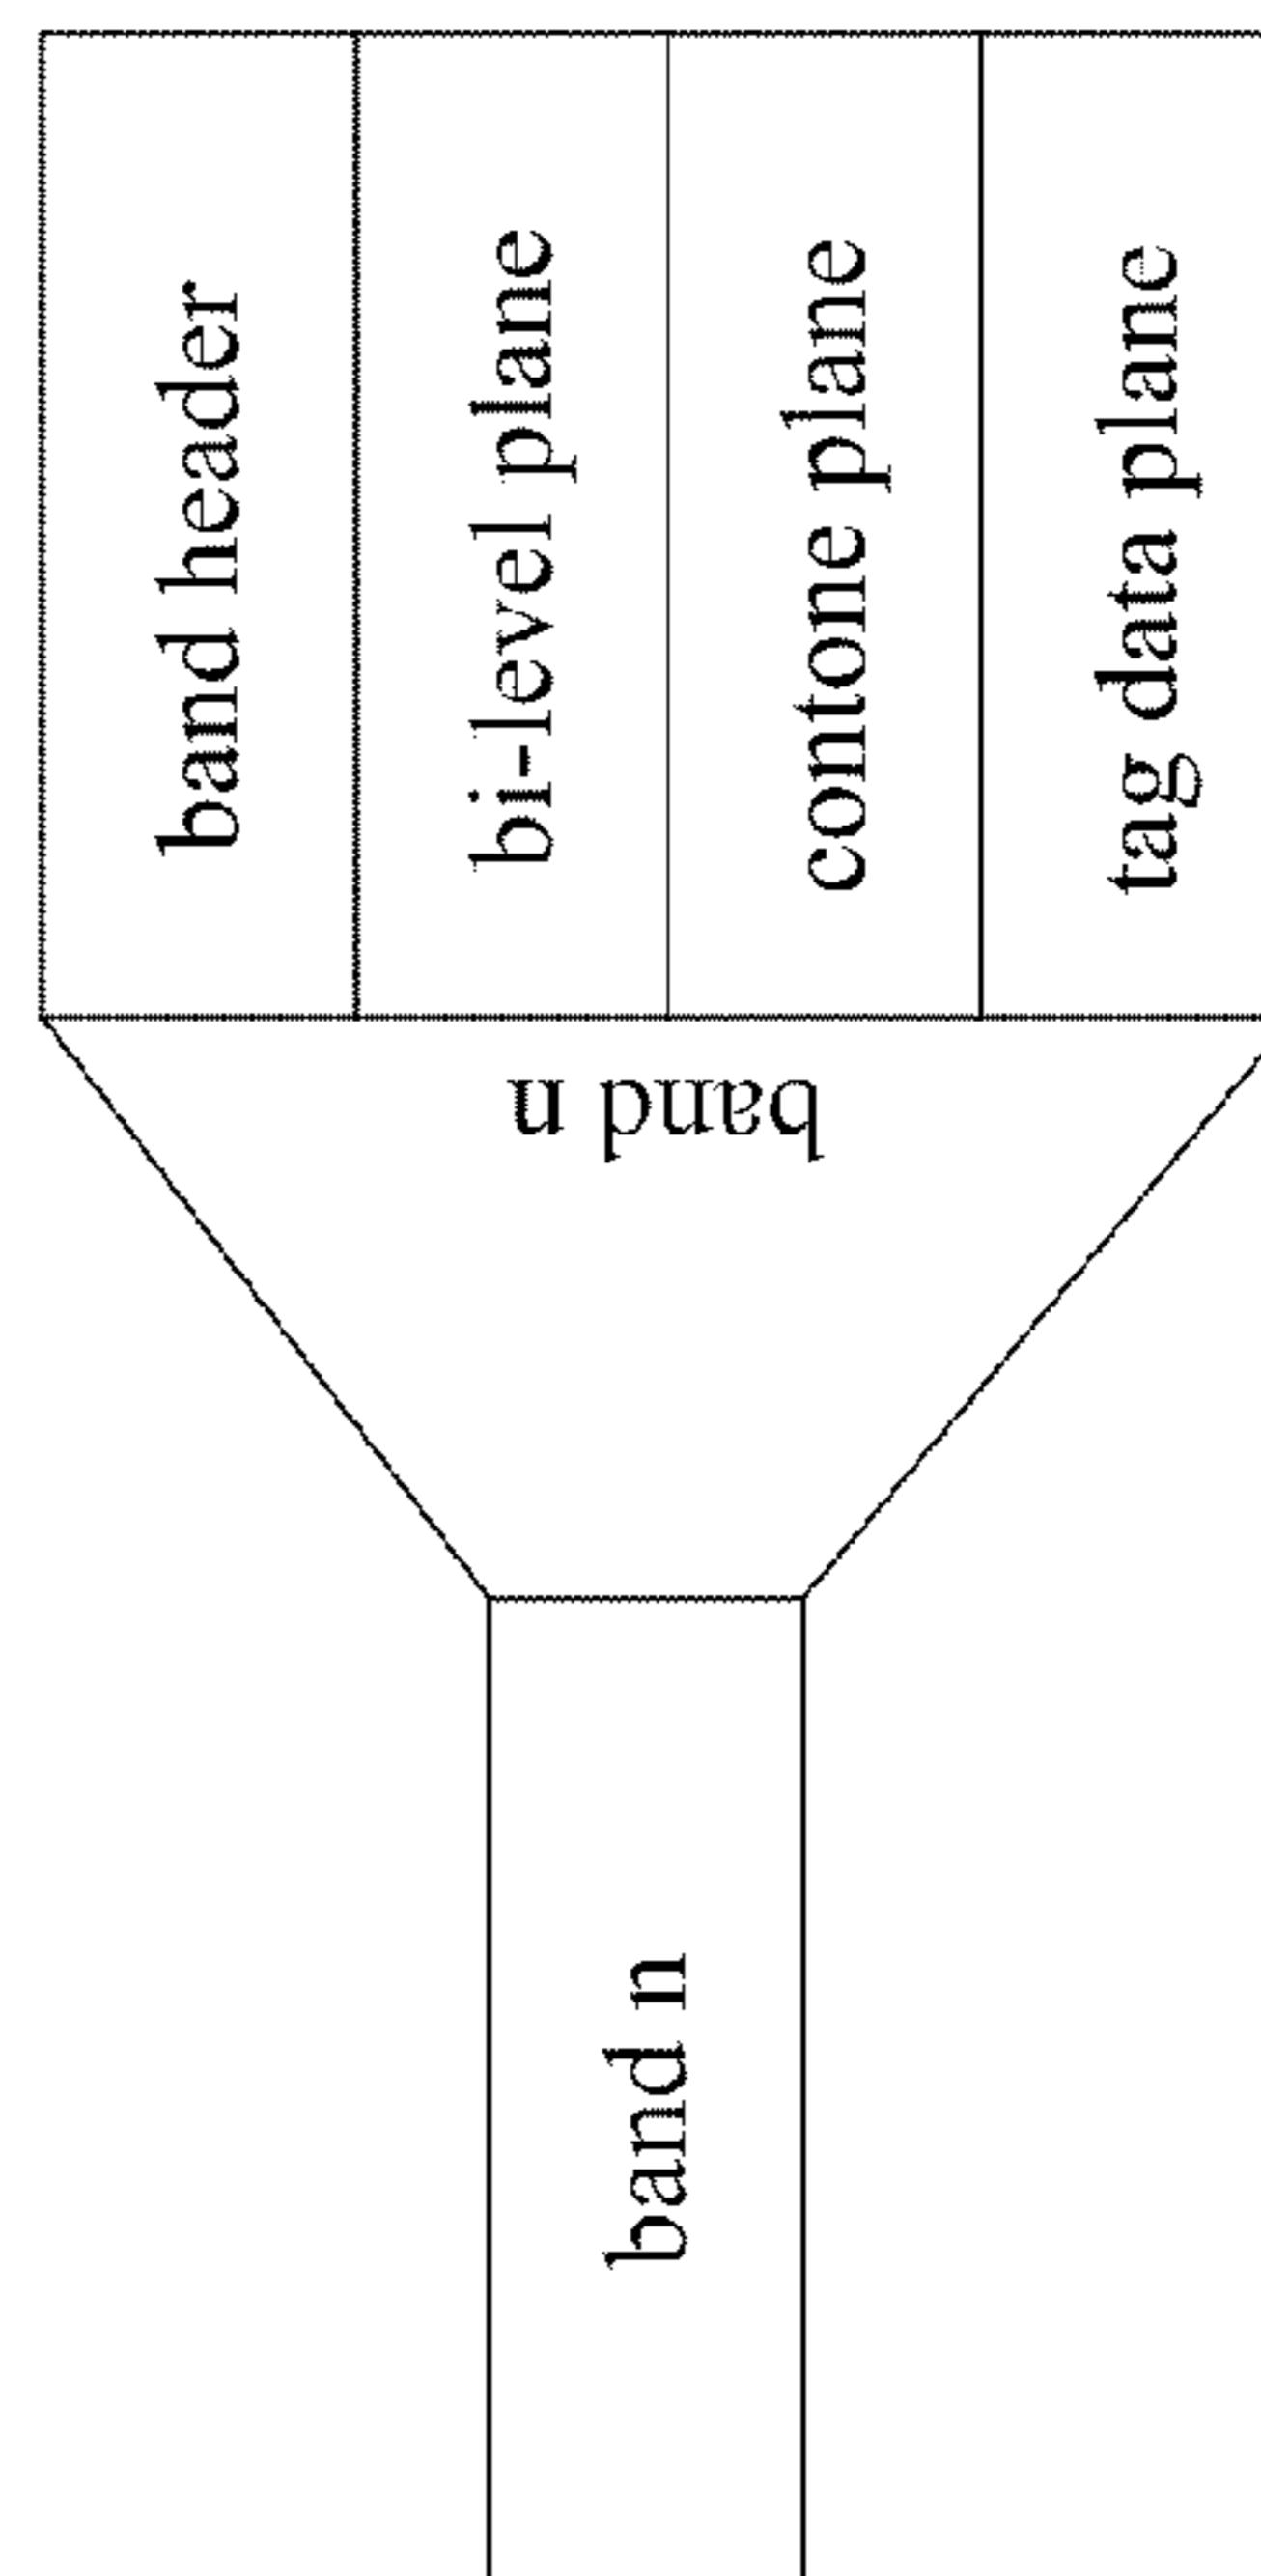 band header
bi-level plane
contone plane
tag data plane
band n
band n